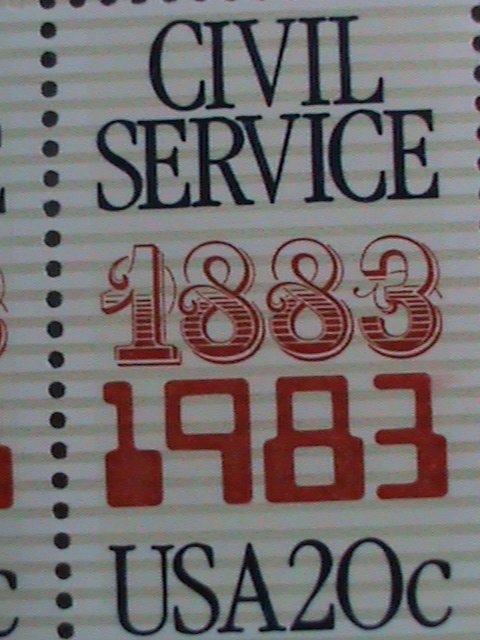 CIVIL
SERVICE
1883
1983
USA20c